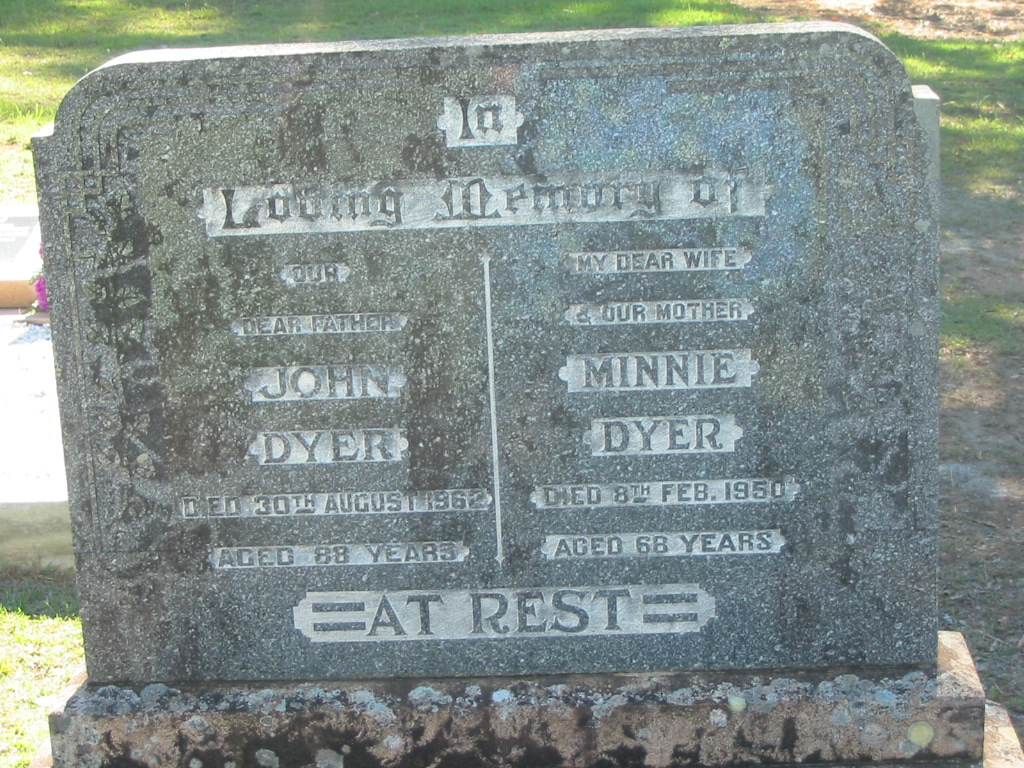 In
Loving Memory of
OUR
DEAR FATHER
JOHN
DYER
DIED 30TH AUGUST 1962
AGED 88 YEARS
MY DEAR WIFE
& OUR MOTHER
MINNIE
DYER
DIED 8TH FEB. 1950
AGED 68 YEARS
AT REST